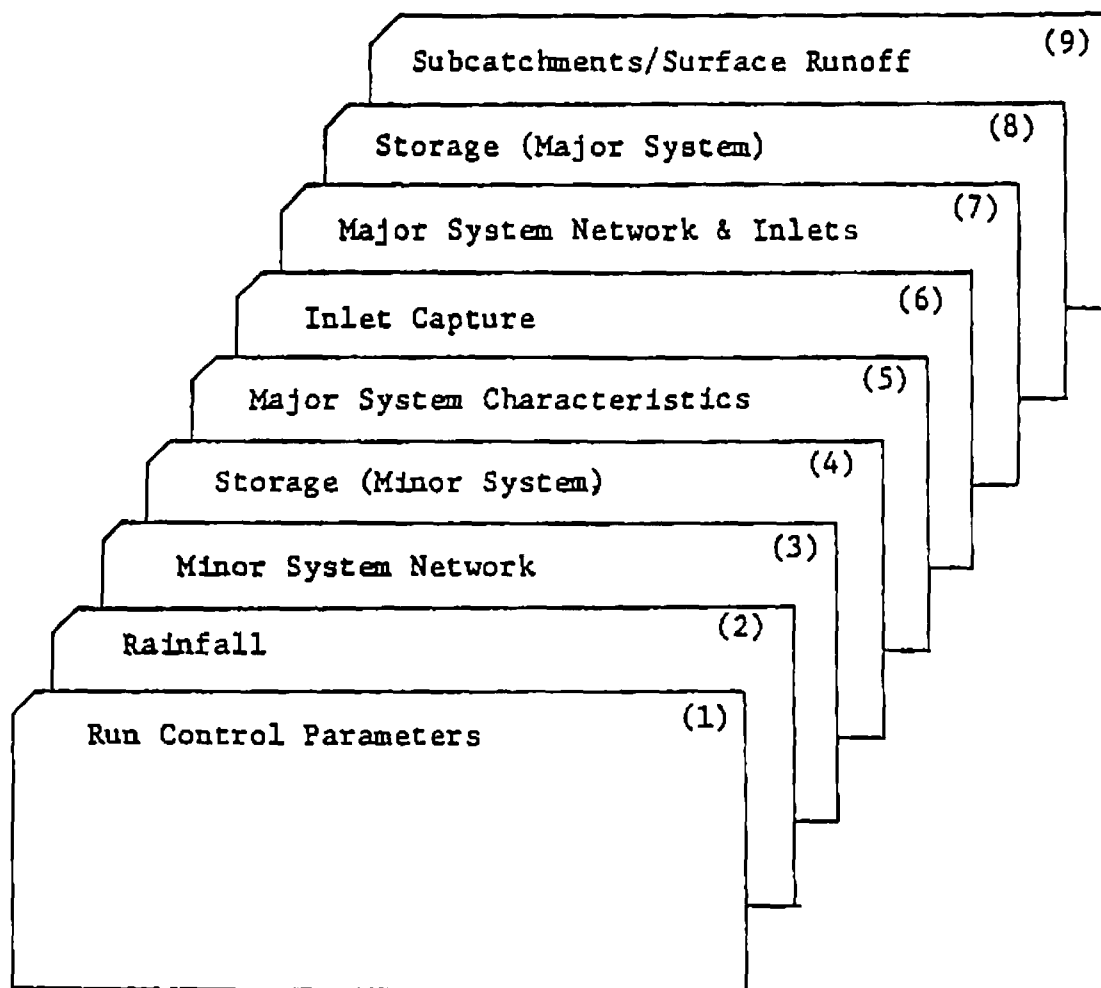 (9)
Subcatchments/Surface Runoff
(8)
Storage (Major System)
(7)
Major System Network & Inlets
(6)
Inlet Capture
(5)
Major System Characteristics
(4)
Storage (Minor System)
(3)
Minor System Network
(2)
Rainfall
(1)
Run Control Parameters